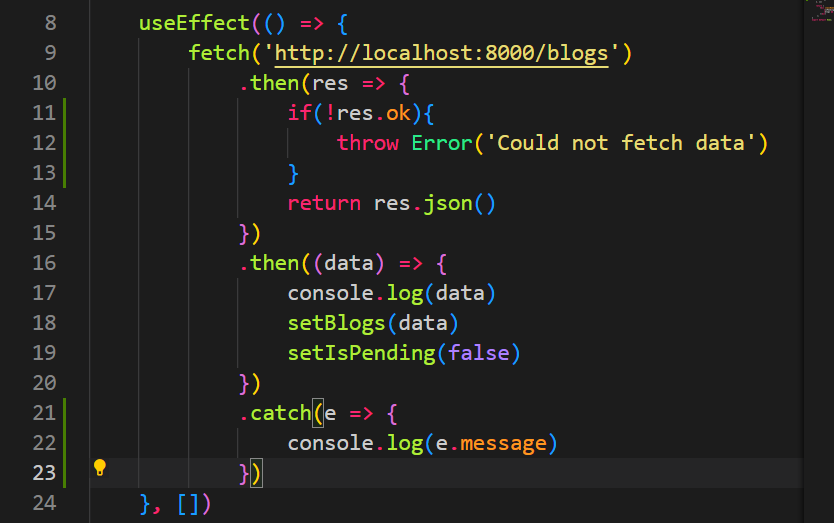 8 useEffect(() => {
9 fetch('http://localhost:8000/blogs')
10 .then(res => {
11 if(!res.ok){
12 throw Error('Could not fetch data')
13 }
14 return res.json()
15 })
16 .then((data) => {
17 console.log(data)
18 setBlogs(data)
19 setIsPending(false)
20 })
21 .catch(e => {
22 console.log(e.message)
23 })
24 }, [])